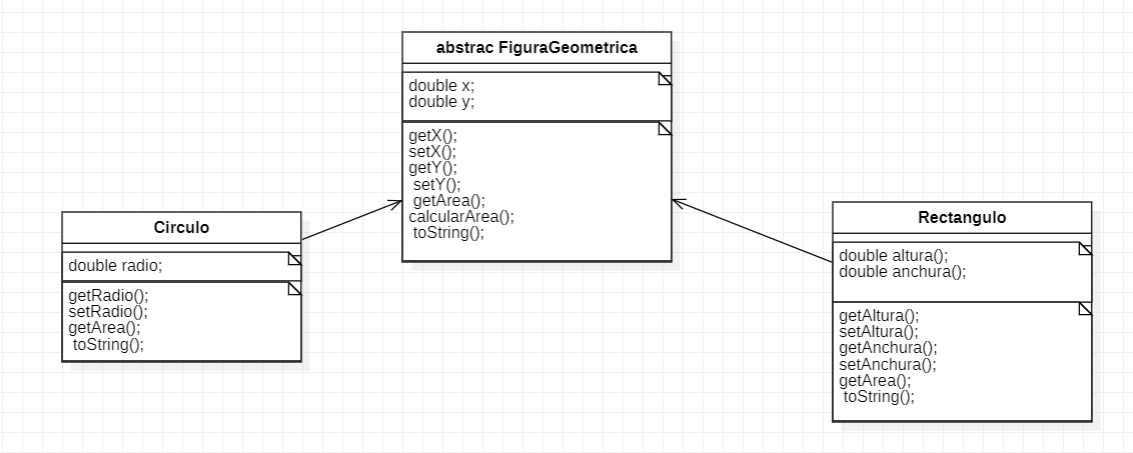 abstrac FiguraGeometrica
double x;
double y;
getX();
setX();
getY();
setY();
getArea();
calcularArea();
toString();
Circulo
double radio;
getRadio();
setRadio();
getArea();
toString();
Rectangulo
double altura();
double anchura();
getAltura();
setAltura();
getAnchura();
setAnchura();
getArea();
toString();